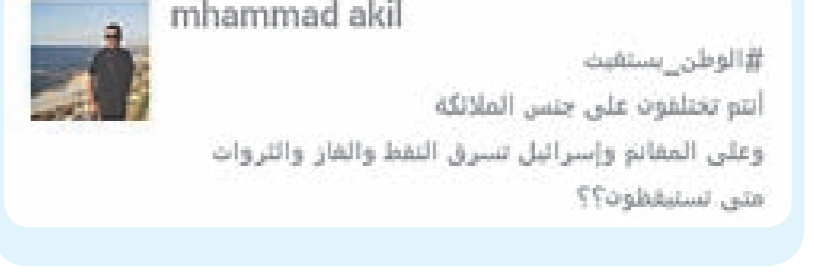 mhammad akil
#الوطن_يستغيث
أنتم تختلفون على جنس الملائكة
وعلى المغانم وإسرائيل تسرق النفط والغاز والثروات
متى تستيقظون؟؟